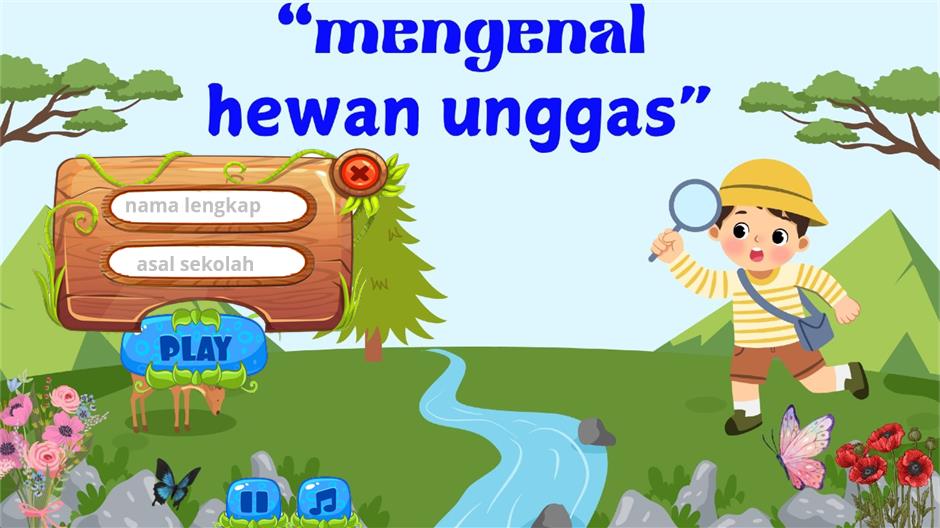 “mengenal
hewan unggas”
nama lengkap
asal sekolah
PLAY